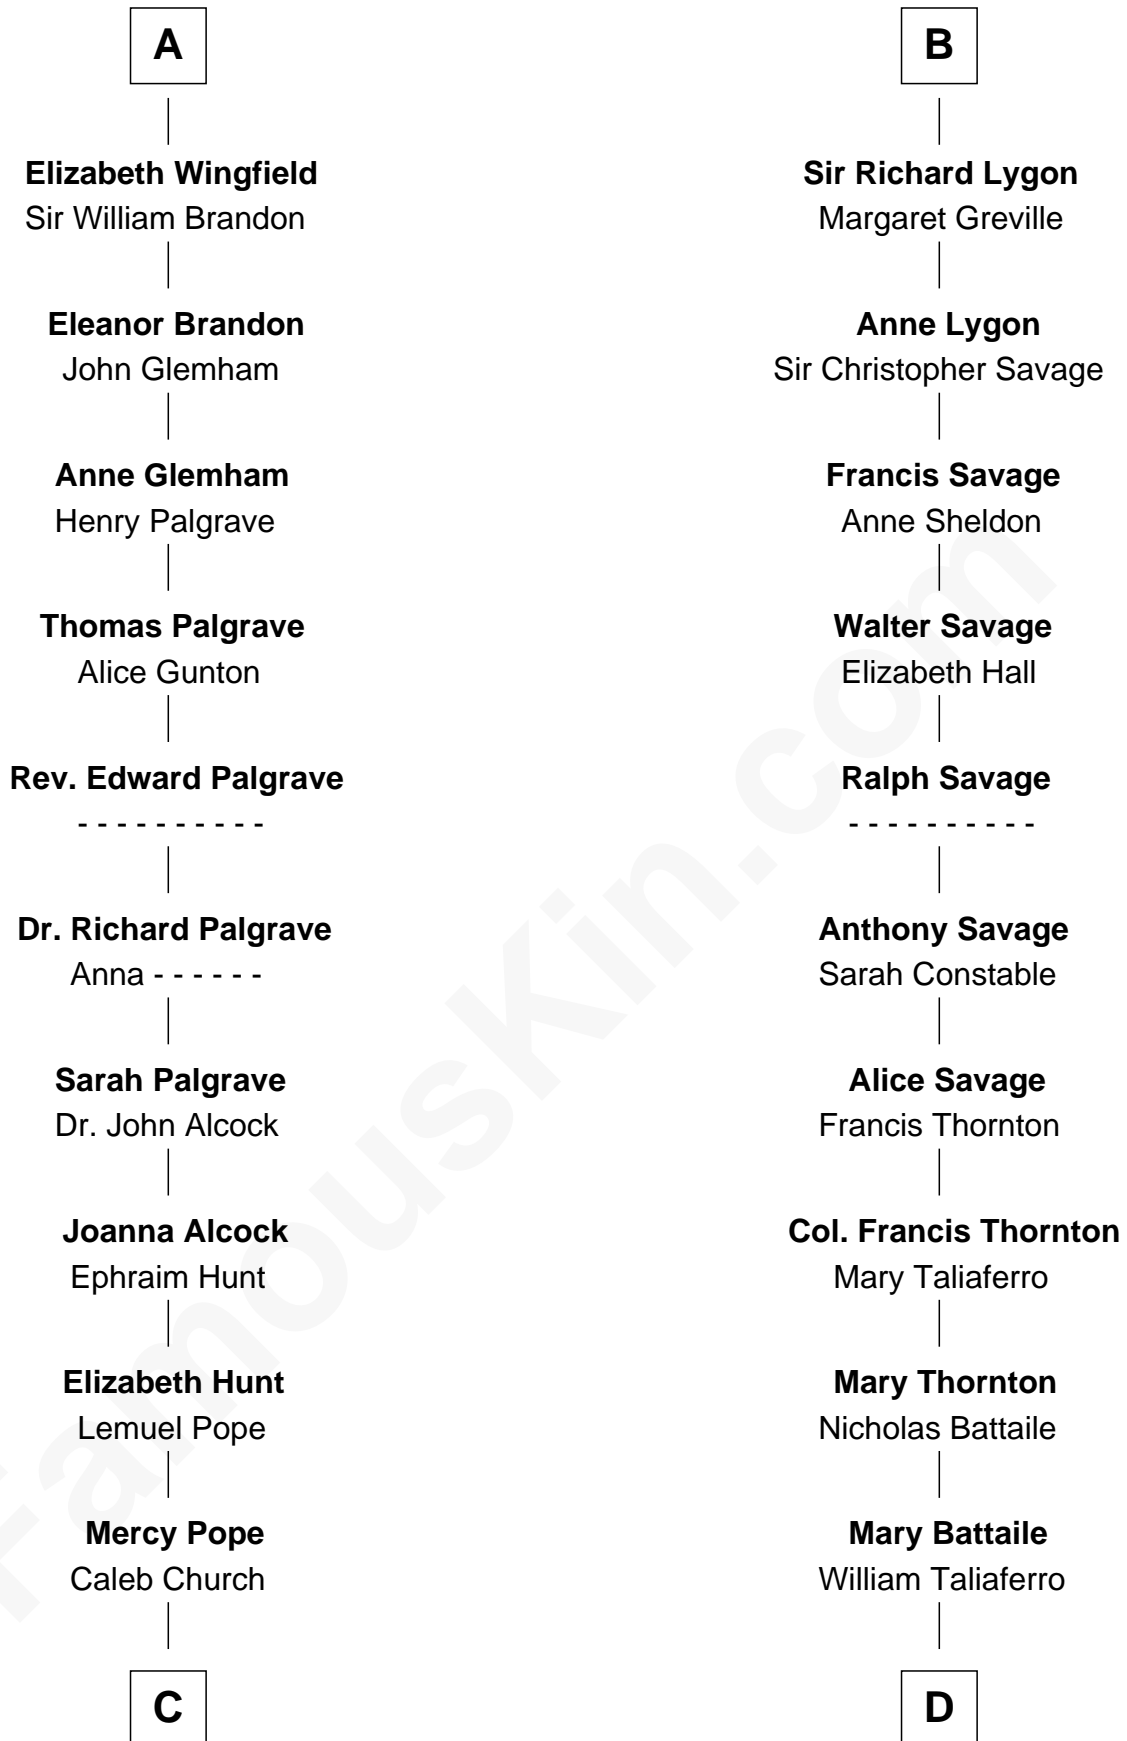 A
Elizabeth Wingfield
Sir William Brandon
Eleanor Brandon
John Glemham
Anne Glemham
Henry Palgrave
Thomas Palgrave
Alice Gunton
Rev. Edward Palgrave
- - - - - - - - - -
Dr. Richard Palgrave
Anna - - - - - -
Sarah Palgrave
Dr. John Alcock
Joanna Alcock
Ephraim Hunt
Elizabeth Hunt
Lemuel Pope
Mercy Pope
Caleb Church
C
B
Sir Richard Lygon
Margaret Greville
Anne Lygon
Sir Christopher Savage
Francis Savage
Anne Sheldon
Walter Savage
Elizabeth Hall
Ralph Savage
- - - - - - - - - -
Anthony Savage
Sarah Constable
Alice Savage
Francis Thornton
Col. Francis Thornton
Mary Taliaferro
Mary Thornton
Nicholas Battaile
Mary Battaile
William Taliaferro
D
FamousKin.com